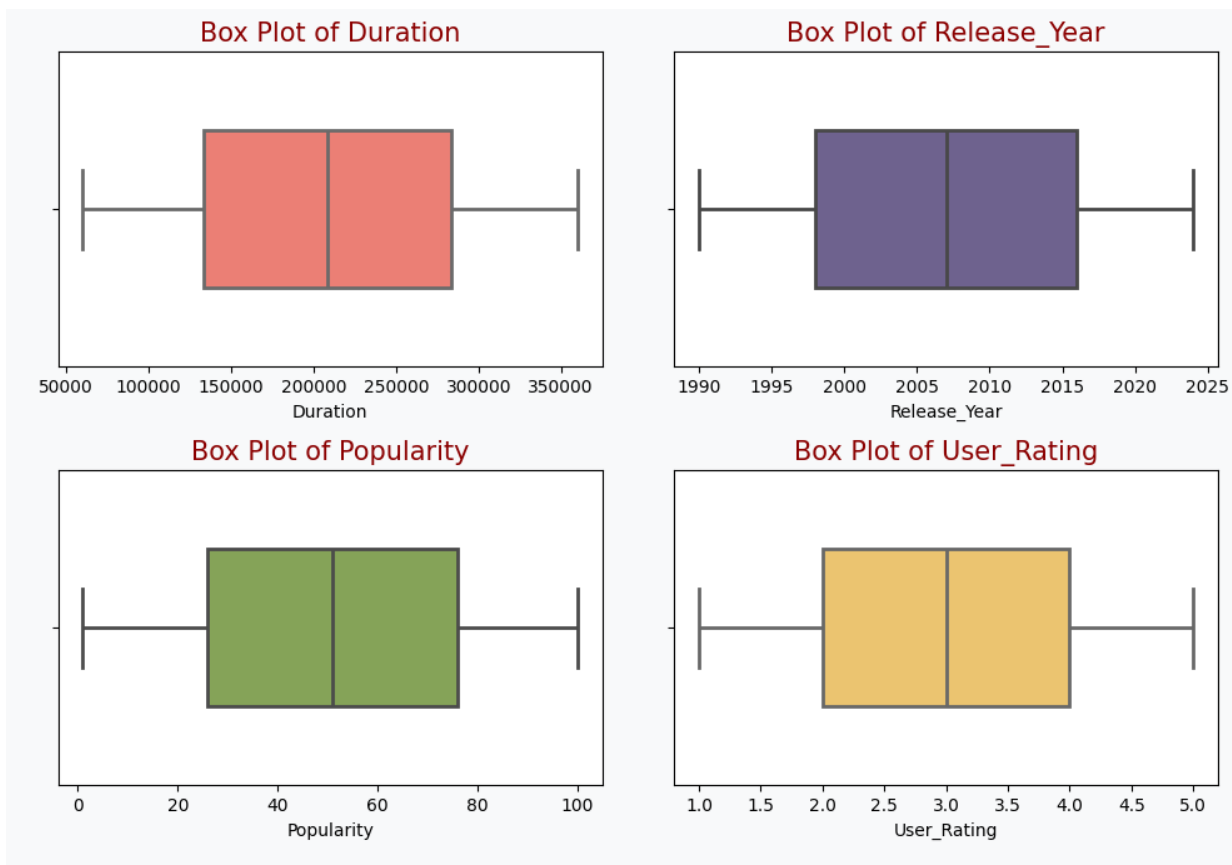 Box Plot of Duration
50000 100000 150000 200000 250000 300000 350000
Duration
Box Plot of Release_Year
1990 1995 2000 2005 2010 2015 2020 2025
Release_Year
Box Plot of Popularity
0 20 40 60 80 100
Popularity
Box Plot of User_Rating
1.0 1.5 2.0 2.5 3.0 3.5 4.0 4.5 5.0
User_Rating